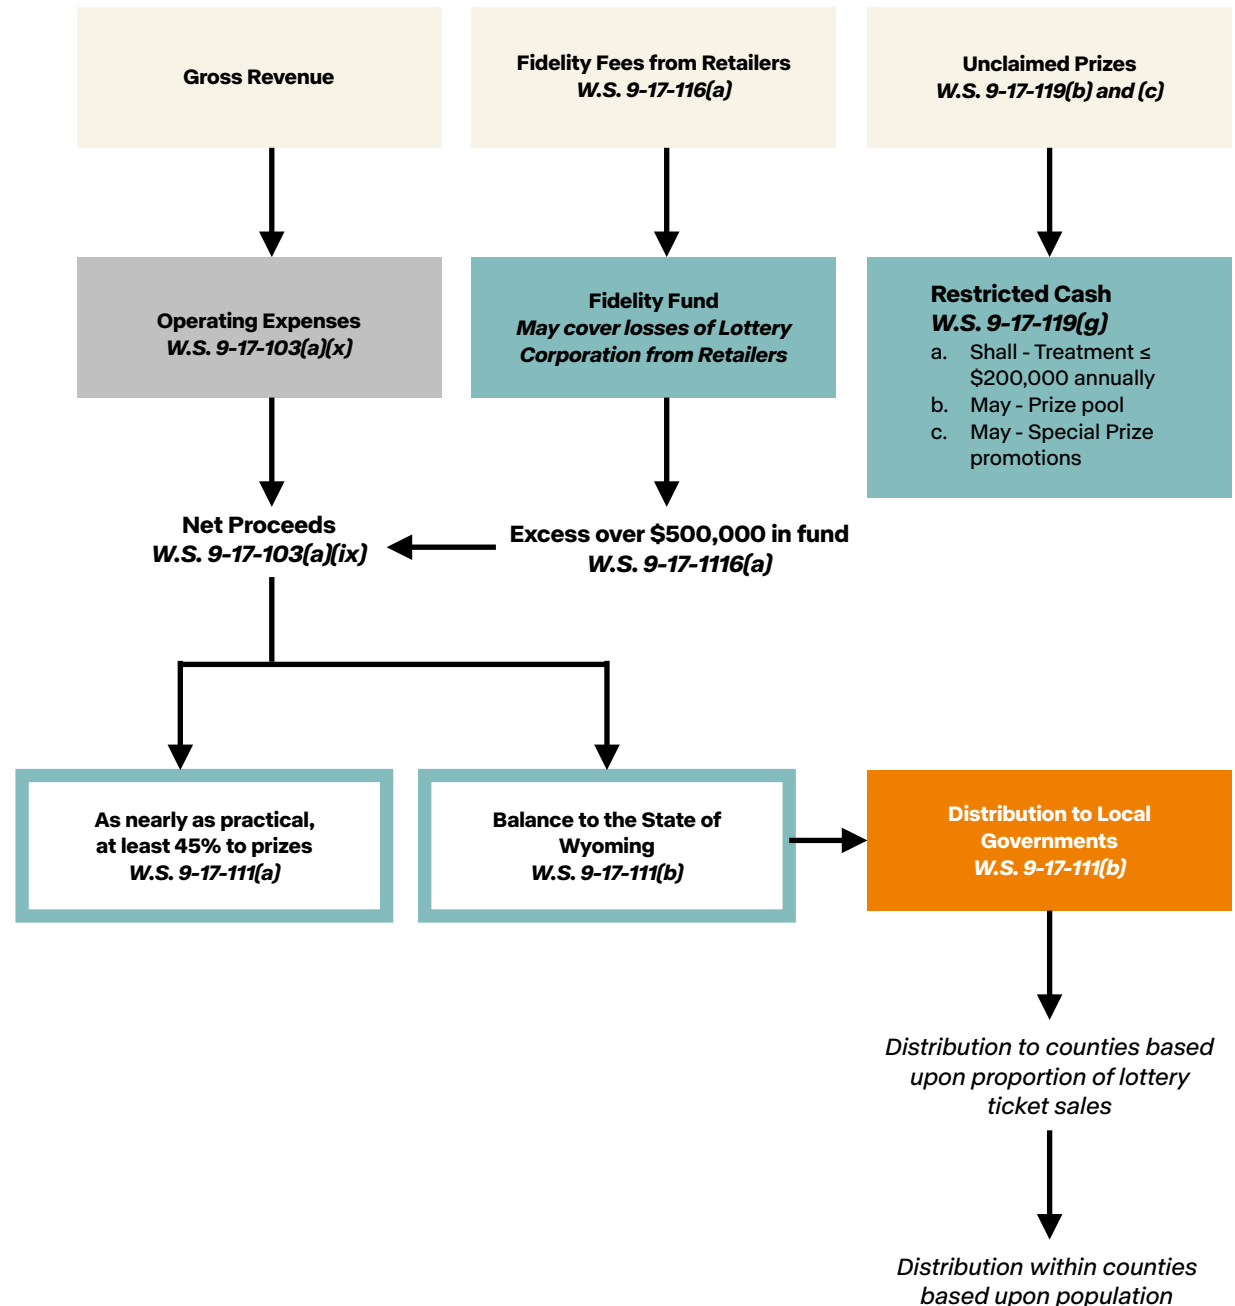 Gross Revenue
Fidelity Fees from Retailers
W.S. 9-17-116(a)
Unclaimed Prizes
W.S. 9-17-119(b) and (c)
Operating Expenses
W.S. 9-17-103(a)(x)
Fidelity Fund
May cover losses of Lottery
Corporation from Retailers
Restricted Cash
W.S. 9-17-119(g)
a. Shall - Treatment ≤
$200,000 annually
b. May - Prize pool
c. May - Special Prize
promotions
Net Proceeds
W.S. 9-17-103(a)(ix)
Excess over $500,000 in fund
W.S. 9-17-1116(a)
As nearly as practical,
at least 45% to prizes
W.S. 9-17-111(a)
Balance to the State of
Wyoming
W.S. 9-17-111(b)
Distribution to Local
Governments
W.S. 9-17-111(b)
Distribution to counties based
upon proportion of lottery
ticket sales
Distribution within counties
based upon population